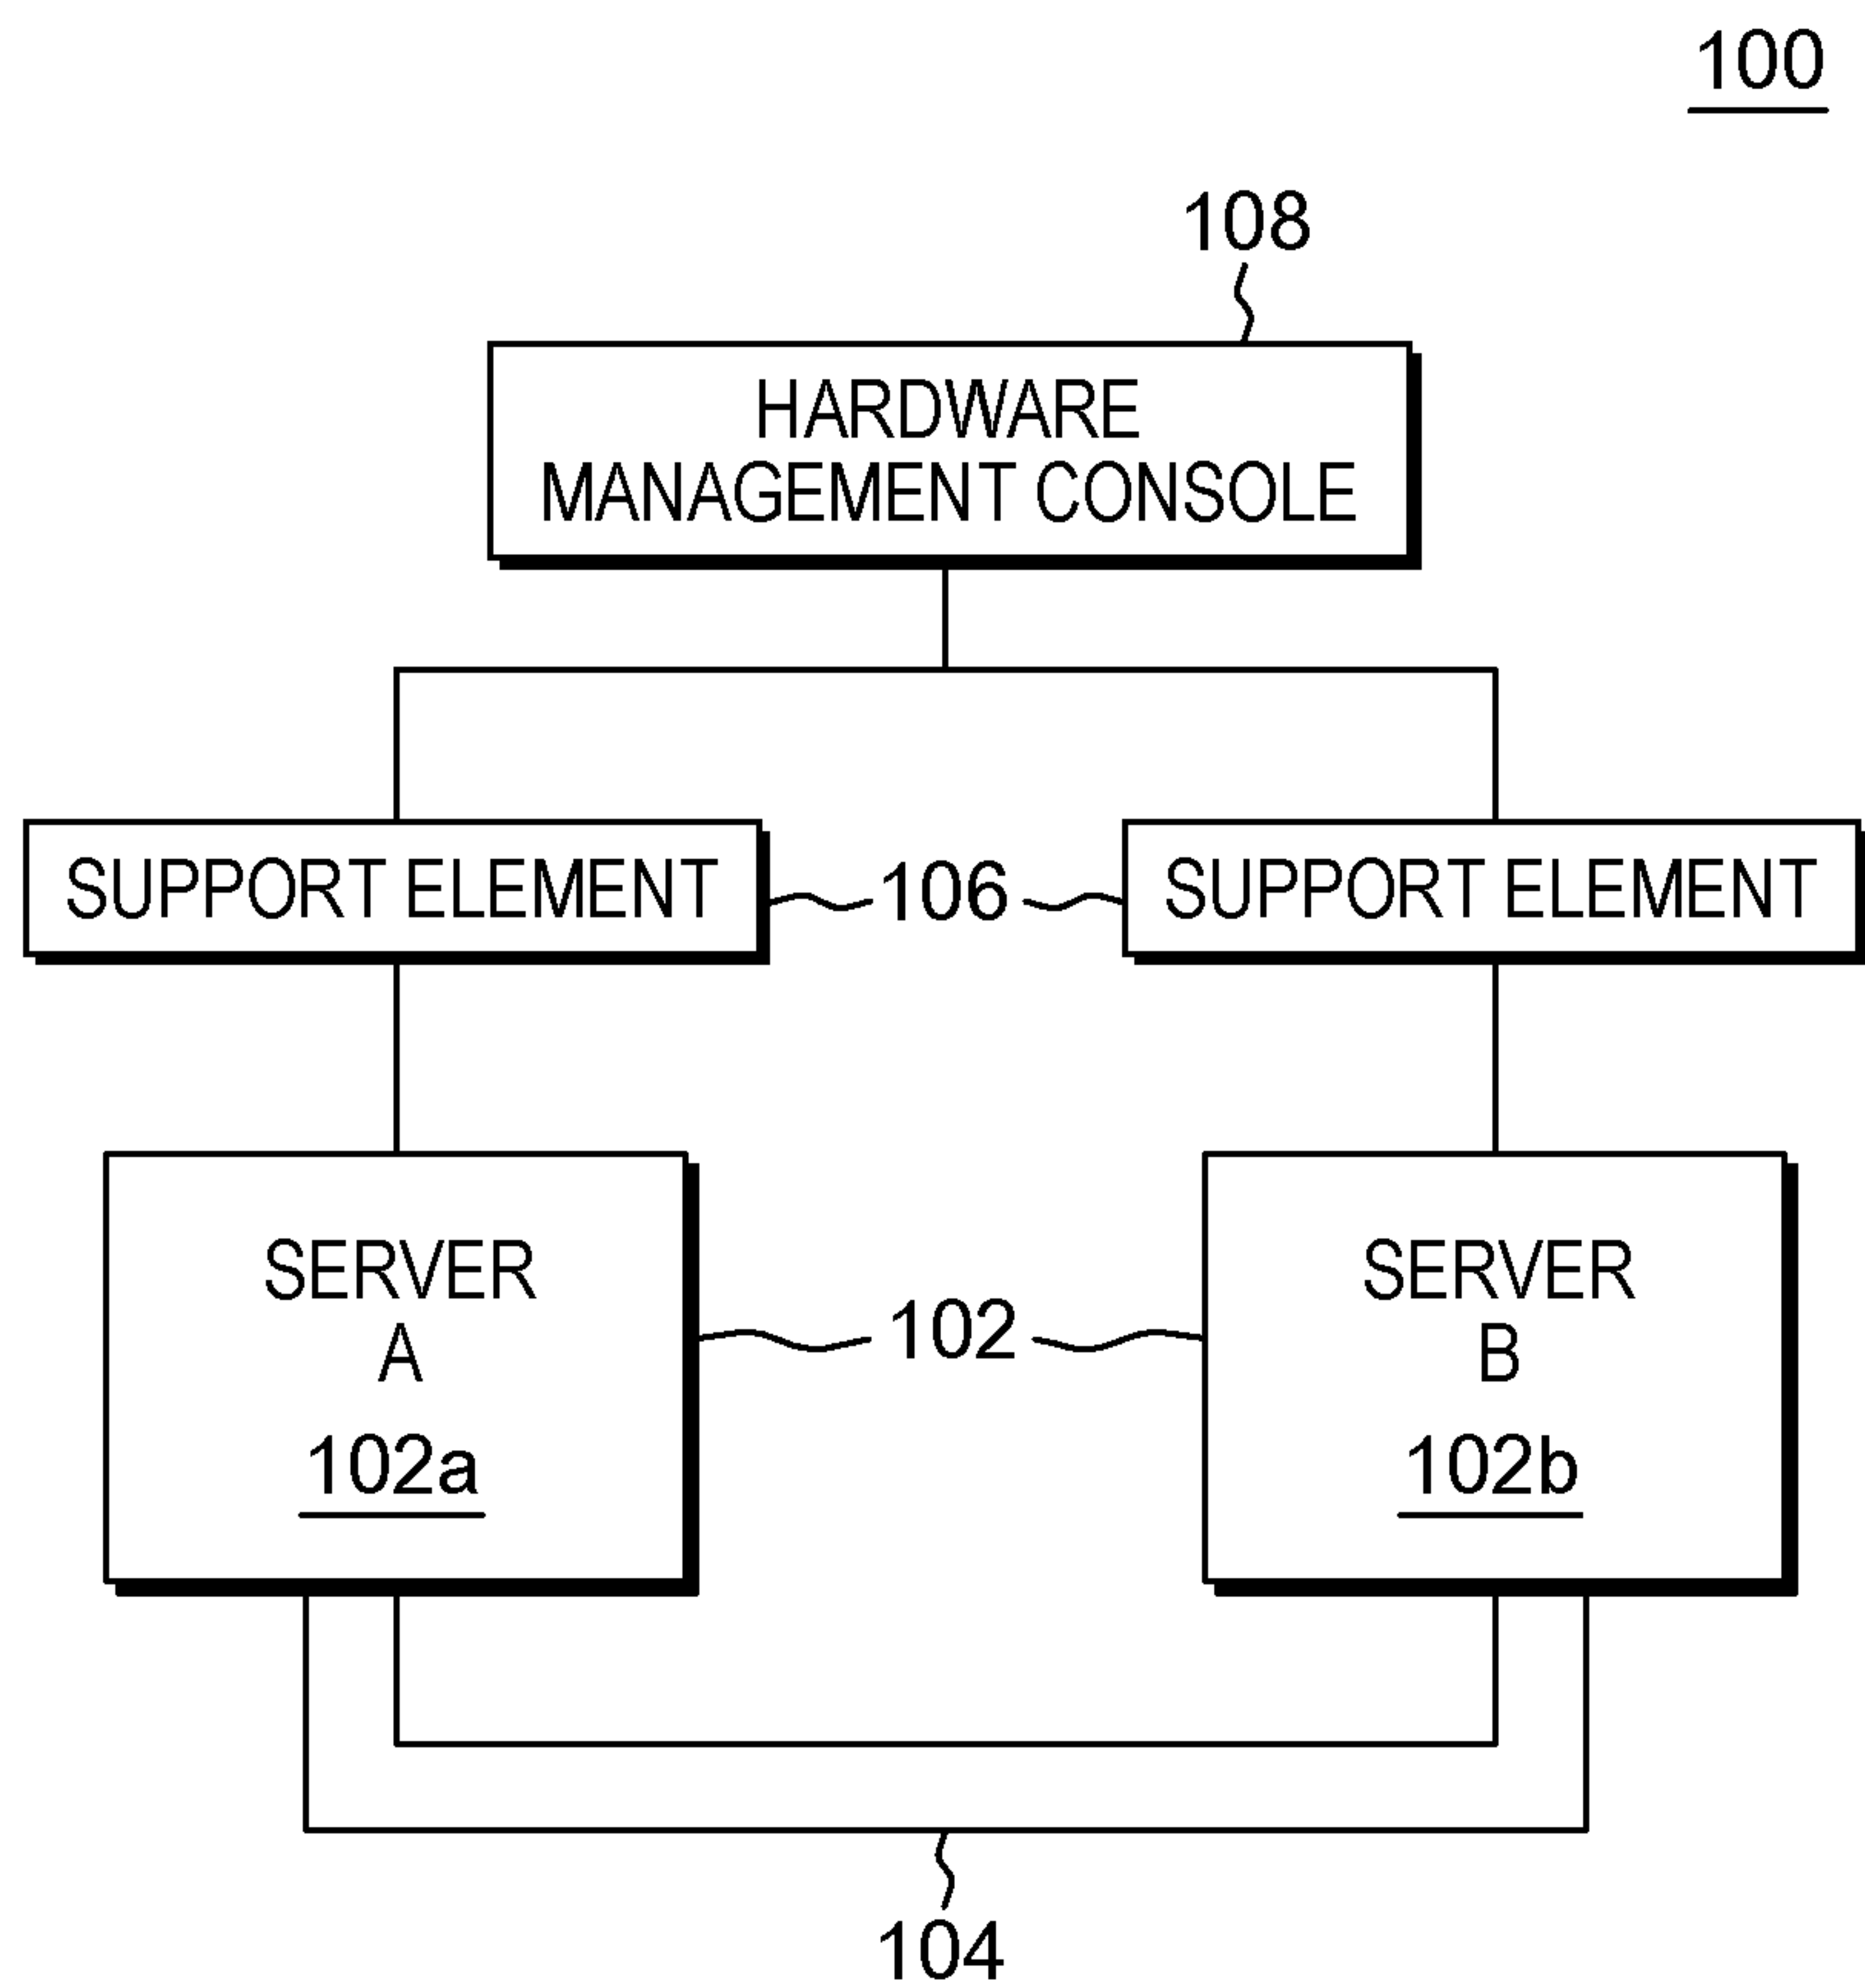 100
108
HARDWARE
MANAGEMENT CONSOLE
SUPPORT ELEMENT
106
SUPPORT ELEMENT
SERVER
A
102a
102
SERVER
B
102b
104